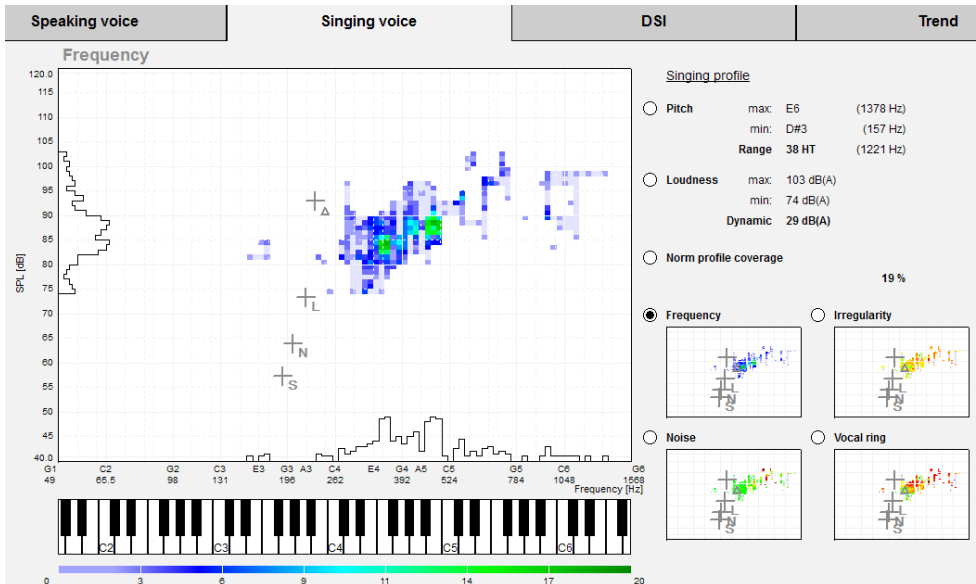 Speaking voice Singing voice DSI Trend
Frequency
120.0
115
110
105
100
95
90
85
80
75
70
65
60
55
50
45
40.0
SPL [dB]
Δ
L
N
S
G1 C2 G2 C3 E3 G3 A3 C4 E4 G4 A5 C5 G5 C6 G6
49 65.5 98 131 196 262 392 524 784 1048 1568
Frequency [Hz]
C2 C3 C4 C5 C6
0 3 6 9 11 14 17 20
Singing profile
Pitch max: E6 (1378 Hz)
min: D#3 (157 Hz)
Range 38 HT (1221 Hz)
Loudness max: 103 dB(A)
min: 74 dB(A)
Dynamic 29 dB(A)
Norm profile coverage
19 %
Frequency Irregularity
L L
N N
S S
Noise Vocal ring
L L
N N
S S